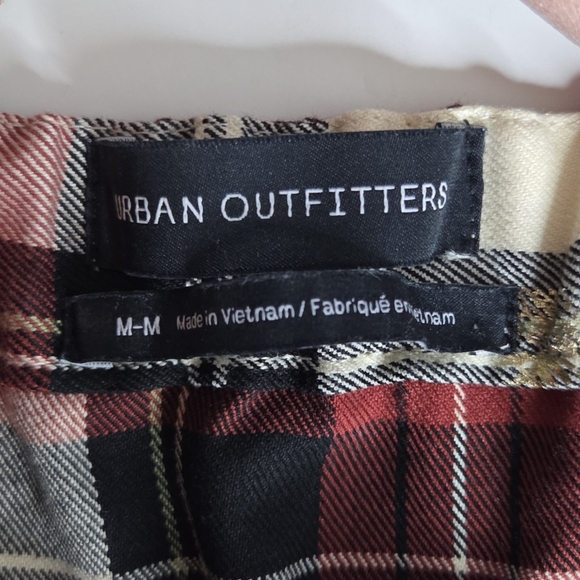 URBAN OUTFITTERS
M-M Made in Vietnam / Fabriqué en Vietnam